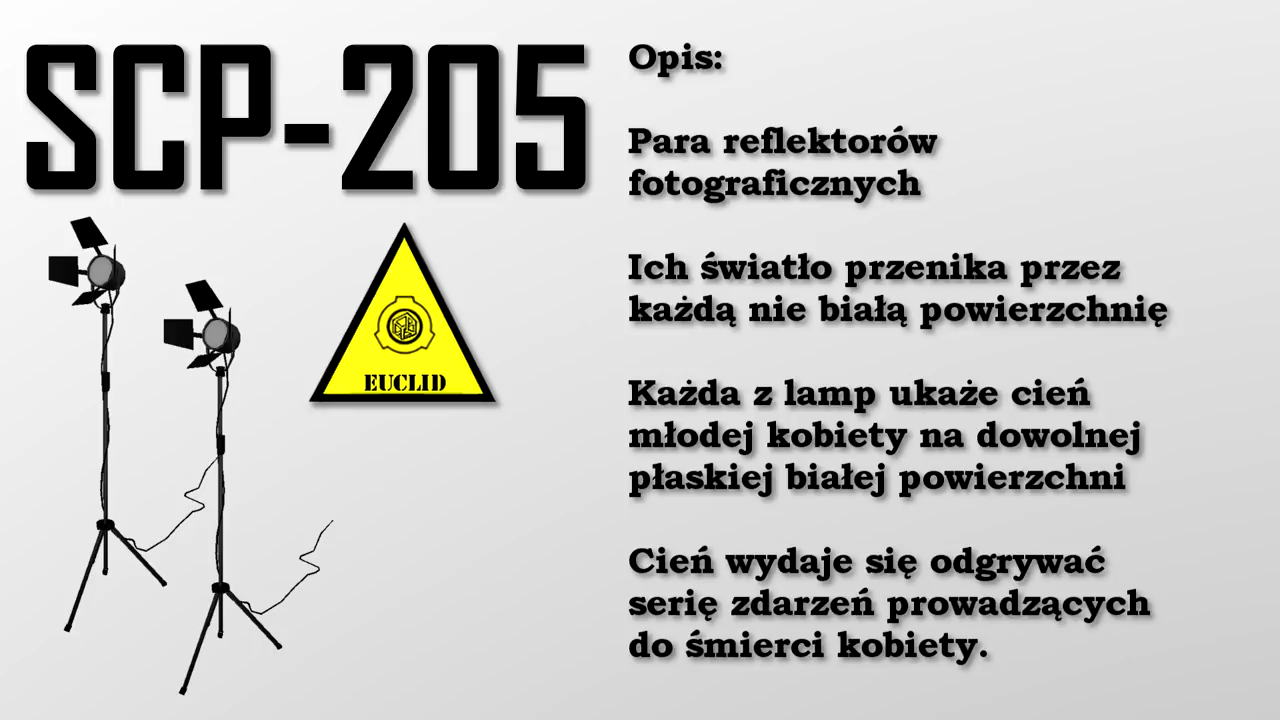 SCP-205
EUCLID
Opis:
Para reflektorów
fotograficznych
Ich światło przenika przez
każdą nie białą powierzchnię
Każda z lamp ukaże cień
młodej kobiety na dowolnej
płaskiej białej powierzchni
Cień wydaje się odgrywać
serię zdarzeń prowadzących
do śmierci kobiety.